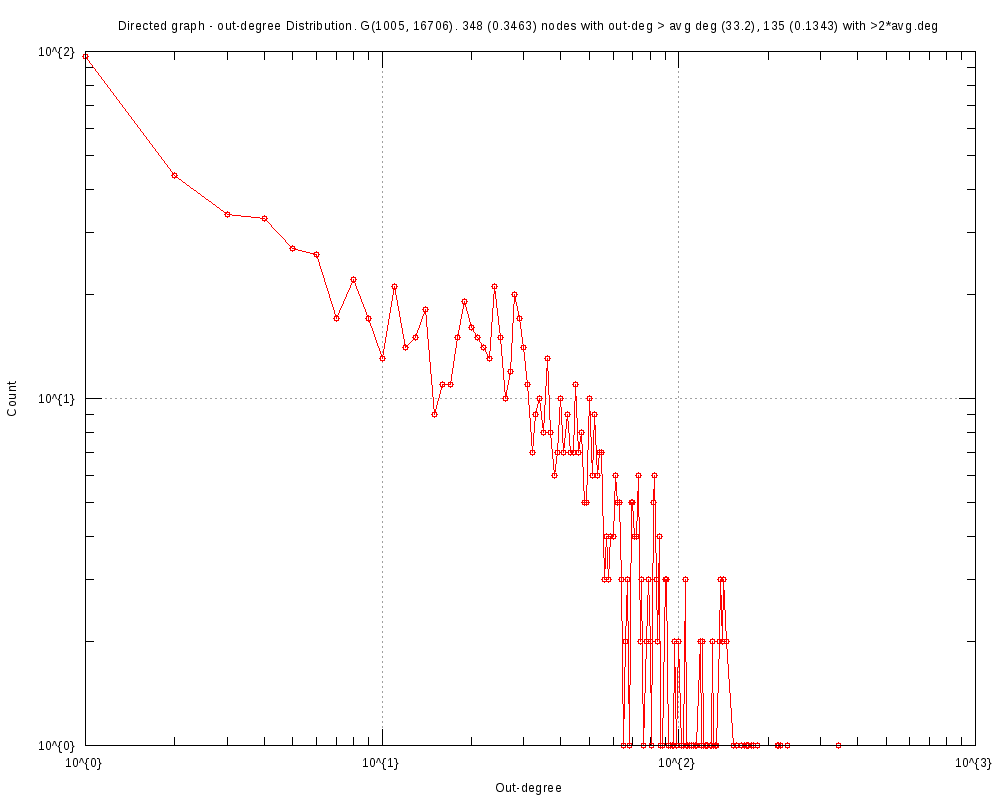 Directed graph - out-degree Distribution. G(1005, 16706). 348 (0.3463) nodes with out-deg > avg deg (33.2), 135 (0.1343) with >2*avg.deg
10^{2}
10^{1}
10^{0}
Count
10^{0} 10^{1} 10^{2} 10^{3}
Out-degree